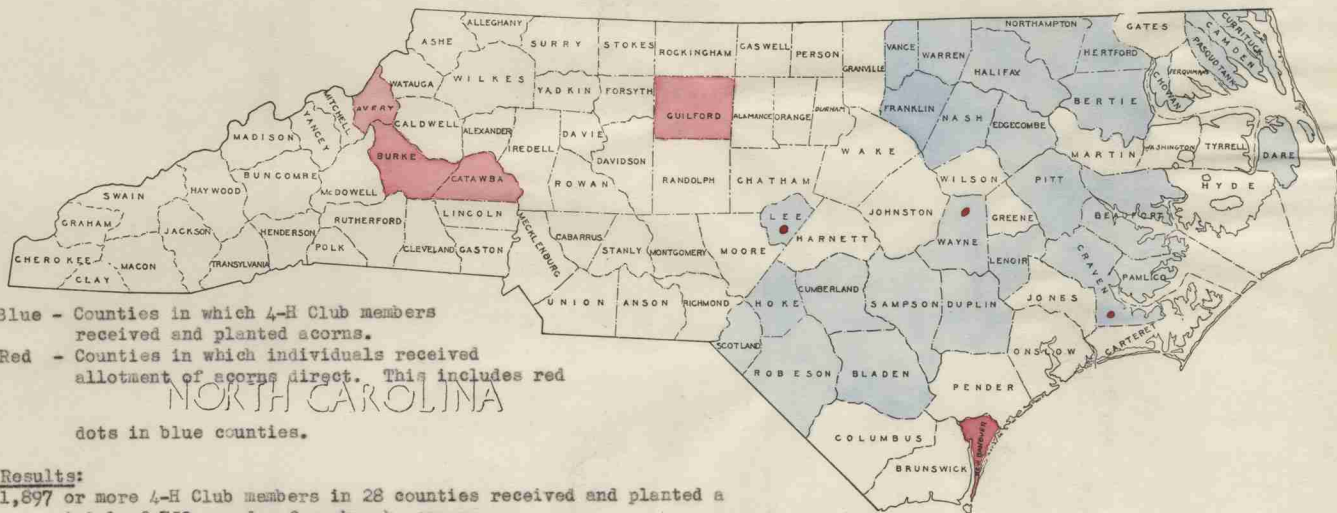 ALLEGHANY
ASHE
SURRY
STOKES
ROCKINGHAM
CASWELL
PERSON
GRANVILLE
VANCE
WARREN
NORTHAMPTON
GATES
CURRITUCK
CAMDEN
PASQUOTANK
PERQUIMANS
CHOWAN
HERTFORD
HALIFAX
BERTIE
WATAUGA
WILKES
YADKIN
FORSYTH
GUILFORD
ALAMANCE
ORANGE
DURHAM
FRANKLIN
NASH
EDGECOMBE
MARTIN
WASHINGTON
TYRRELL
DARE
HYDE
AVERY
MITCHELL
YANCEY
MADISON
CALDWELL
ALEXANDER
IREDELL
DAVIE
DAVIDSON
RANDOLPH
CHATHAM
WAKE
WILSON
PITT
BEAUFORT
BURKE
CATAWBA
ROWAN
McDOWELL
BUNCOMBE
HAYWOOD
SWAIN
GRAHAM
CHEROKEE
CLAY
MACON
JACKSON
TRANSYLVANIA
HENDERSON
POLK
RUTHERFORD
CLEVELAND
LINCOLN
GASTON
MECKLENBURG
CABARRUS
STANLY
MONTGOMERY
MOORE
LEE
HARNETT
JOHNSTON
WAYNE
GREENE
LENOIR
CRAVEN
PAMLICO
JONES
CARTERET
ONSLOW
UNION
ANSON
RICHMOND
SCOTLAND
HOKE
CUMBERLAND
SAMPSON
DUPLIN
ROBESON
BLADEN
PENDER
COLUMBUS
BRUNSWICK
NEW HANOVER
Blue - Counties in which 4-H Club members
received and planted acorns.
Red - Counties in which individuals received
allotment of acorns direct. This includes red
NORTH CAROLINA
dots in blue counties.
Results:
1,897 or more 4-H Club members in 28 counties received and planted a